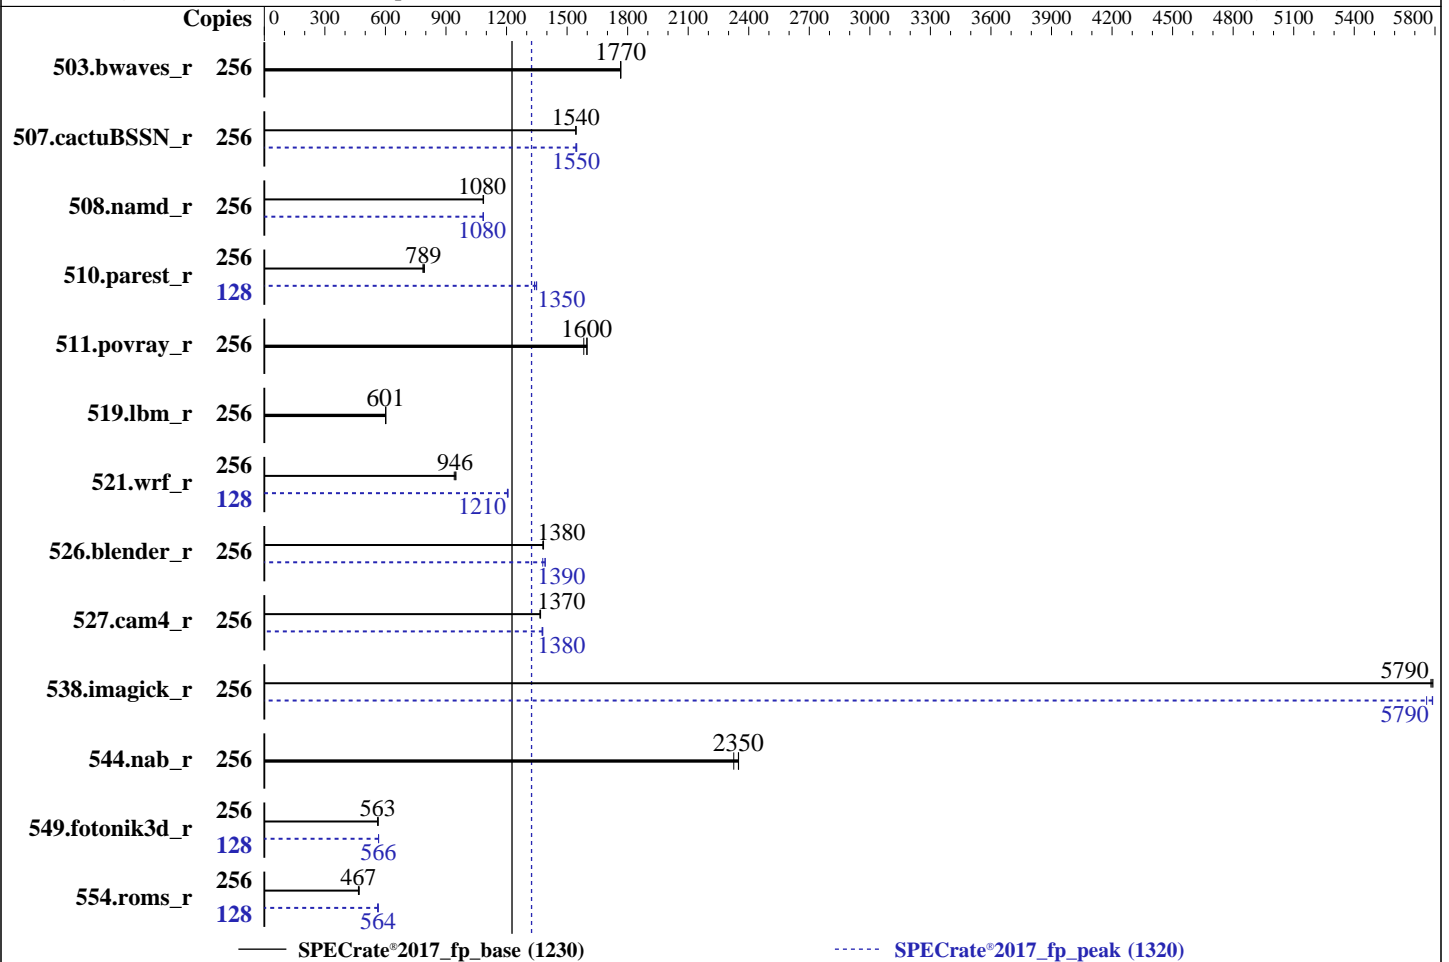 Copies 0 300 600 900 1200 1500 1800 2100 2400 2700 3000 3300 3600 3900 4200 4500 4800 5100 5400 5800
503.bwaves_r 256 1770
507.cactuBSSN_r 256 1540
1550
508.namd_r 256 1080
1080
510.parest_r 256 789
128 1350
511.povray_r 256 1600
519.lbm_r 256 601
521.wrf_r 256 946
128 1210
526.blender_r 256 1380
1390
527.cam4_r 256 1370
1380
538.imagick_r 256 5790
5790
544.nab_r 256 2350
549.fotonik3d_r 256 563
128 566
554.roms_r 256 467
128 564
SPECrate®2017_fp_base (1230) SPECrate®2017_fp_peak (1320)